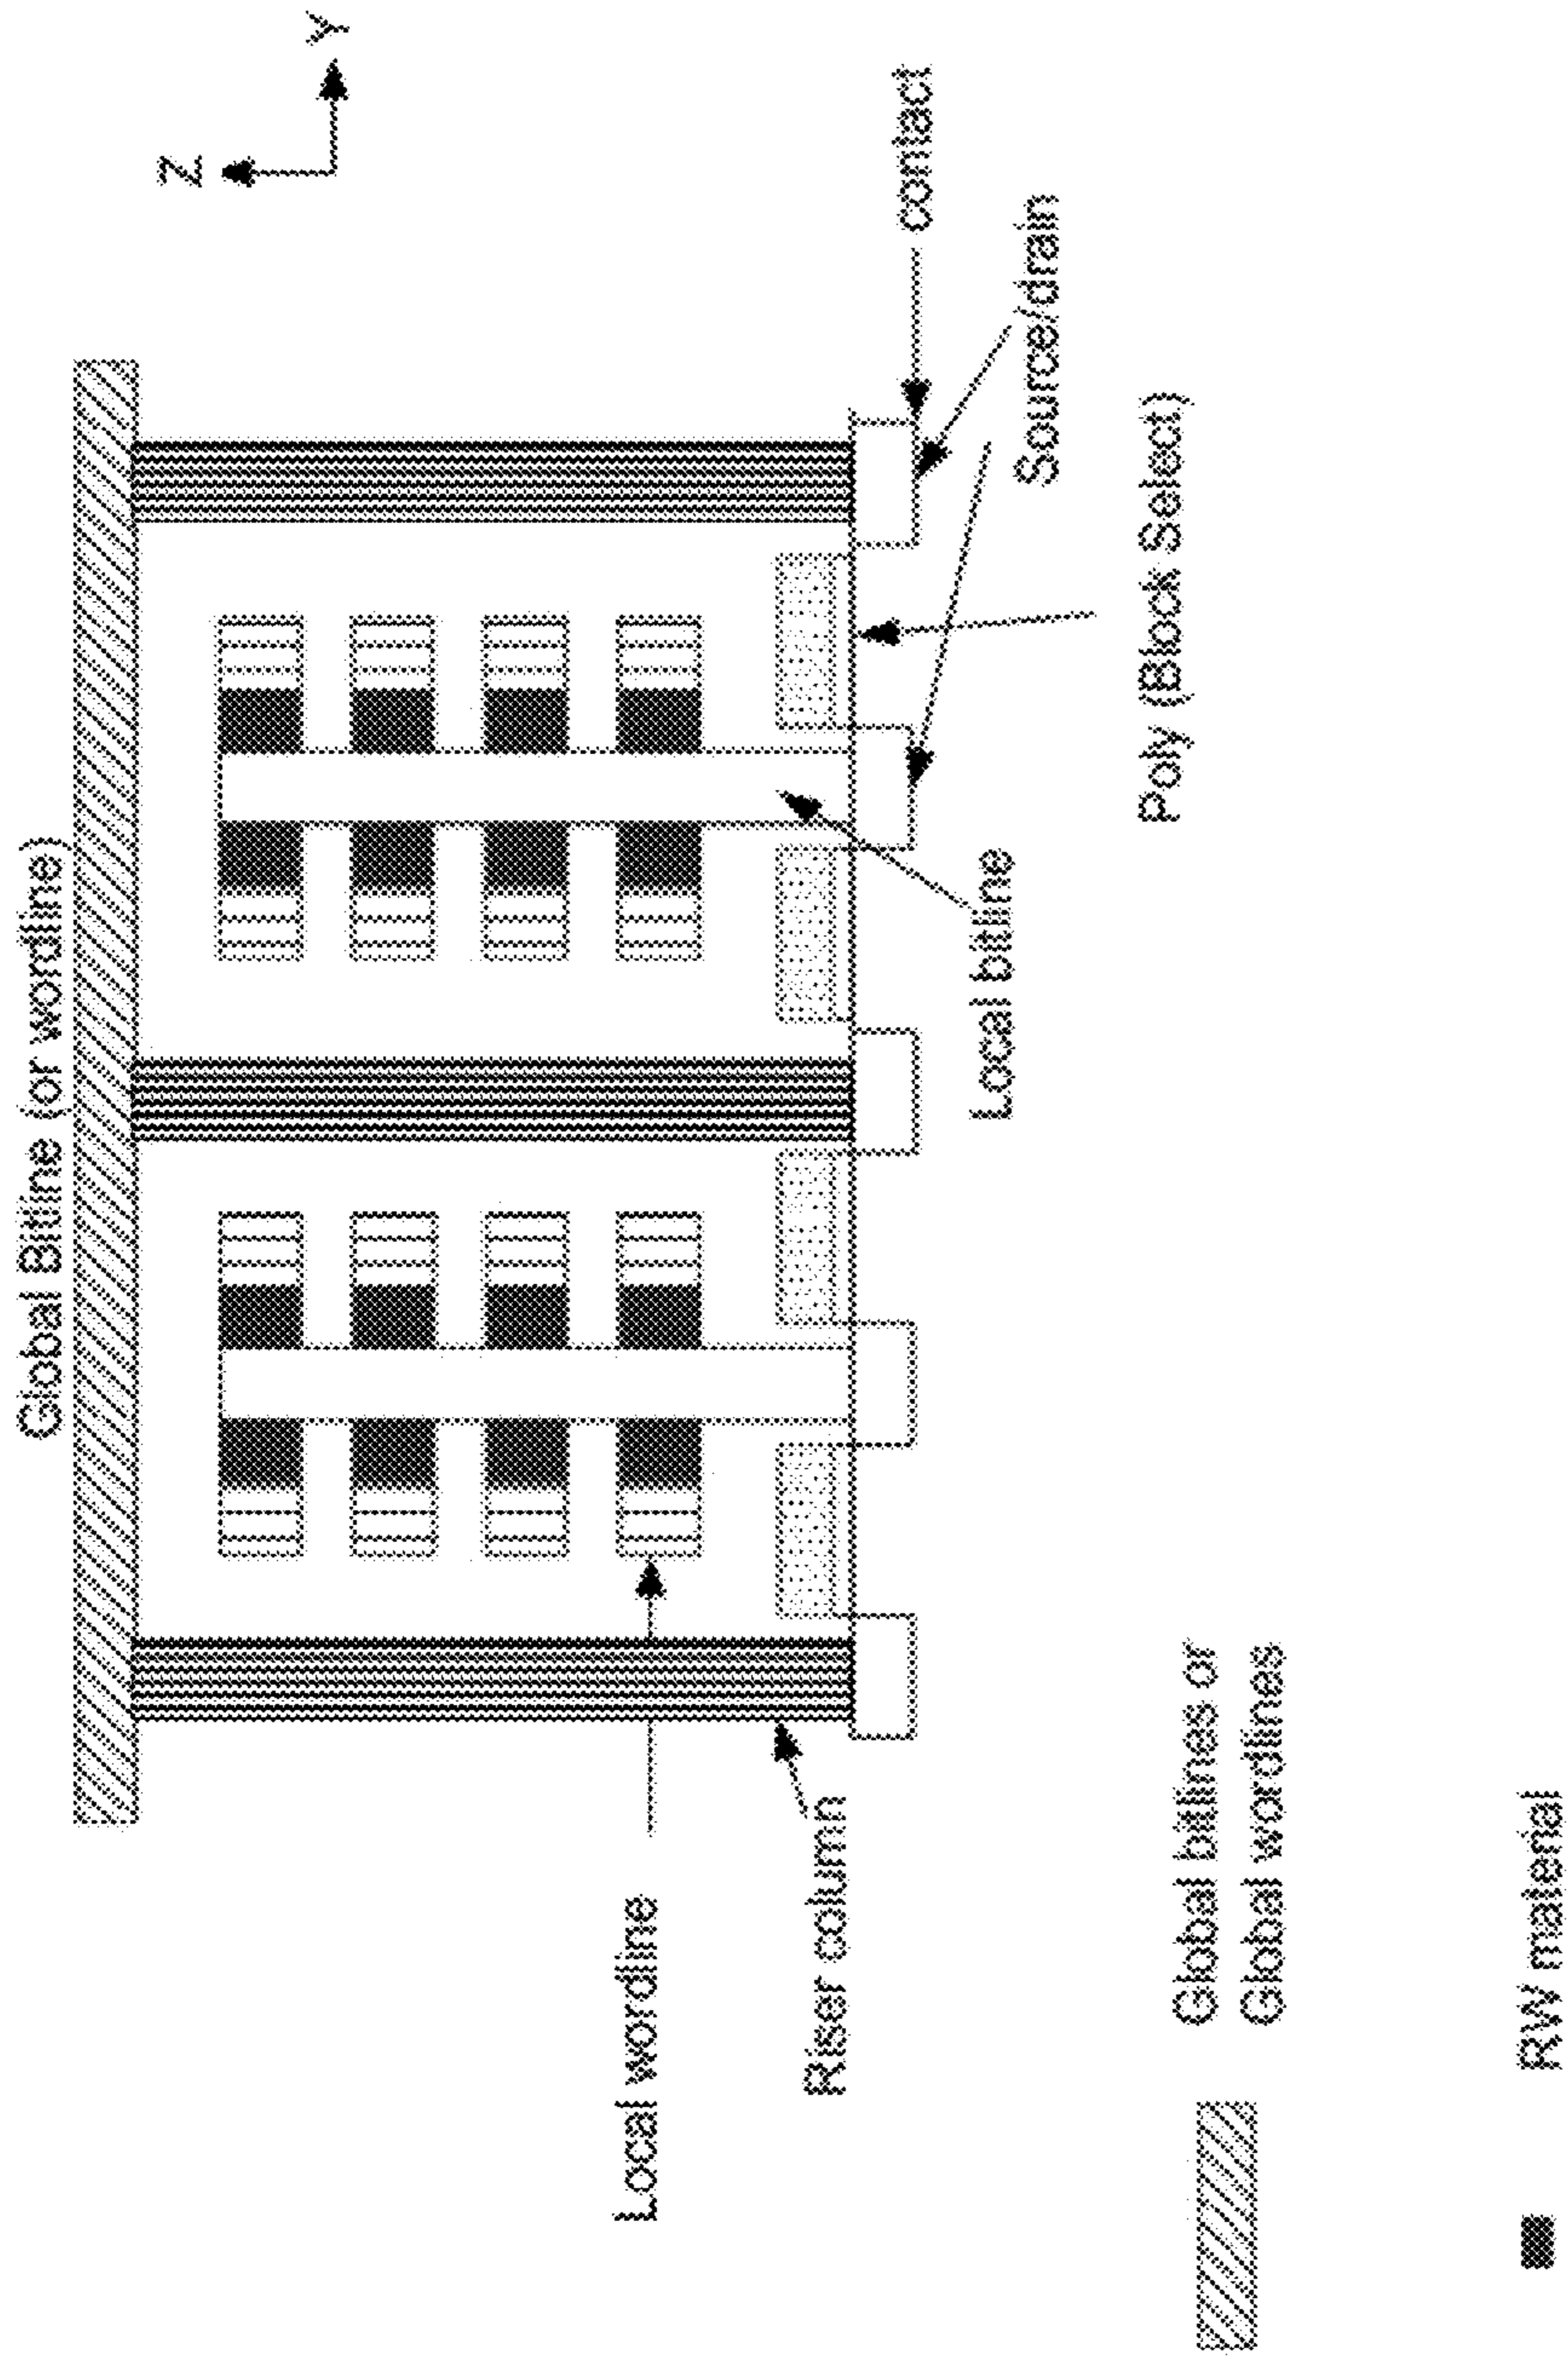 Global Bitline (or wordline)
Z
Y
contact
Source/drain
Local wordline
Riser column
Local bitline
Poly (Block Select)
Global bitlines or
Global wordlines
RW material